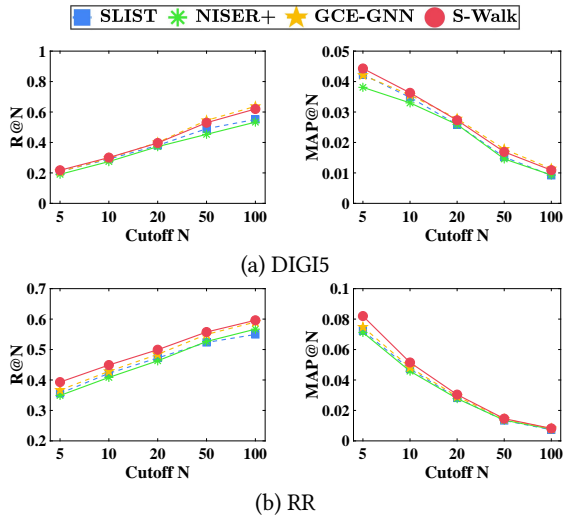 SLIST NISER+ GCE-GNN S-Walk
1 0.8 0.6 0.4 0.2 0
R@N
5 10 20 50 100
Cutoff N
0.05 0.04 0.03 0.02 0.01 0
MAP@N
5 10 20 50 100
Cutoff N
(a) DIGI5
0.7 0.6 0.5 0.4 0.3 0.2
R@N
5 10 20 50 100
Cutoff N
0.1 0.08 0.06 0.04 0.02 0
MAP@N
5 10 20 50 100
Cutoff N
(b) RR